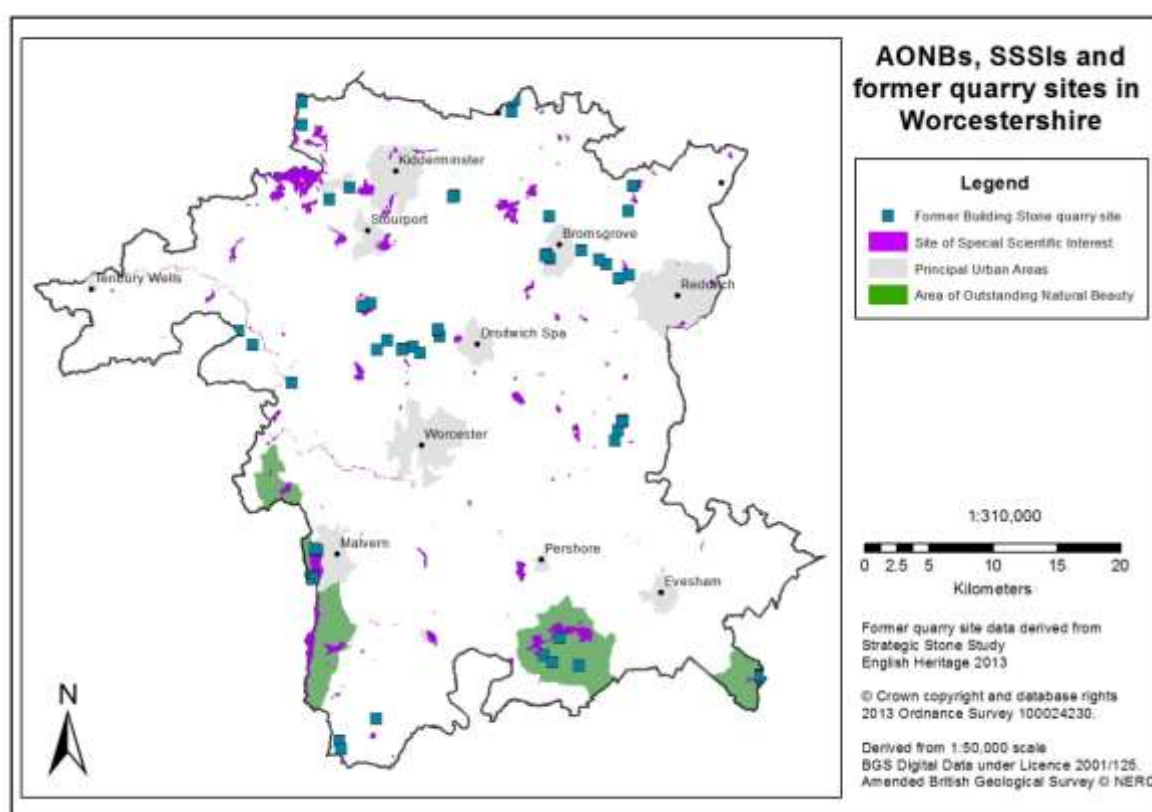 AONBs, SSSIs and
former quarry sites in
Worcestershire
Legend
Former Building Stone quarry site
Site of Special Scientific Interest
Principal Urban Areas
Area of Outstanding Natural Beauty
Kidderminster
Stourport
Bromsgrove
Tenbury Wells
Redditch
Droitwich Spa
Worcester
Malvern
Pershore
Evesham
N
1:310,000
0 2.5 5 10 15 20
Kilometers
Former quarry site data derived from
Strategic Stone Study
English Heritage 2013
© Crown copyright and database rights
2013 Ordnance Survey 100024230.
Derived from 1:50,000 scale
BGS Digital Data under Licence 2001/125.
Amended British Geological Survey © NERC